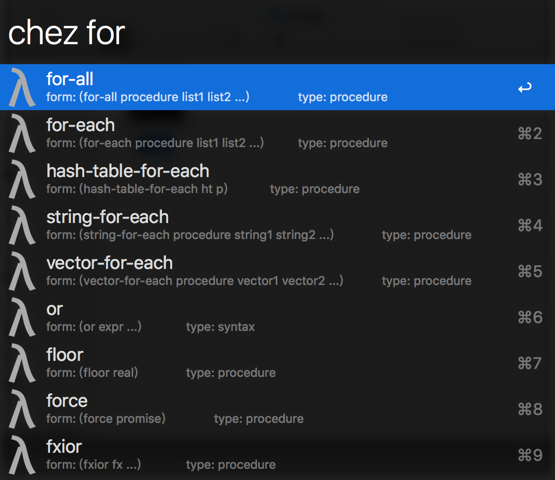 chez for
for-all
form: (for-all procedure list1 list2 ...) type: procedure
↩
for-each
form: (for-each procedure list1 list2 ...) type: procedure
⌘2
hash-table-for-each
form: (hash-table-for-each ht p) type: procedure
⌘3
string-for-each
form: (string-for-each procedure string1 string2 ...) type: procedure
⌘4
vector-for-each
form: (vector-for-each procedure vector1 vector2 ...) type: procedure
⌘5
or
form: (or expr ...) type: syntax
⌘6
floor
form: (floor real) type: procedure
⌘7
force
form: (force promise) type: procedure
⌘8
fxior
form: (fxior fx ...) type: procedure
⌘9